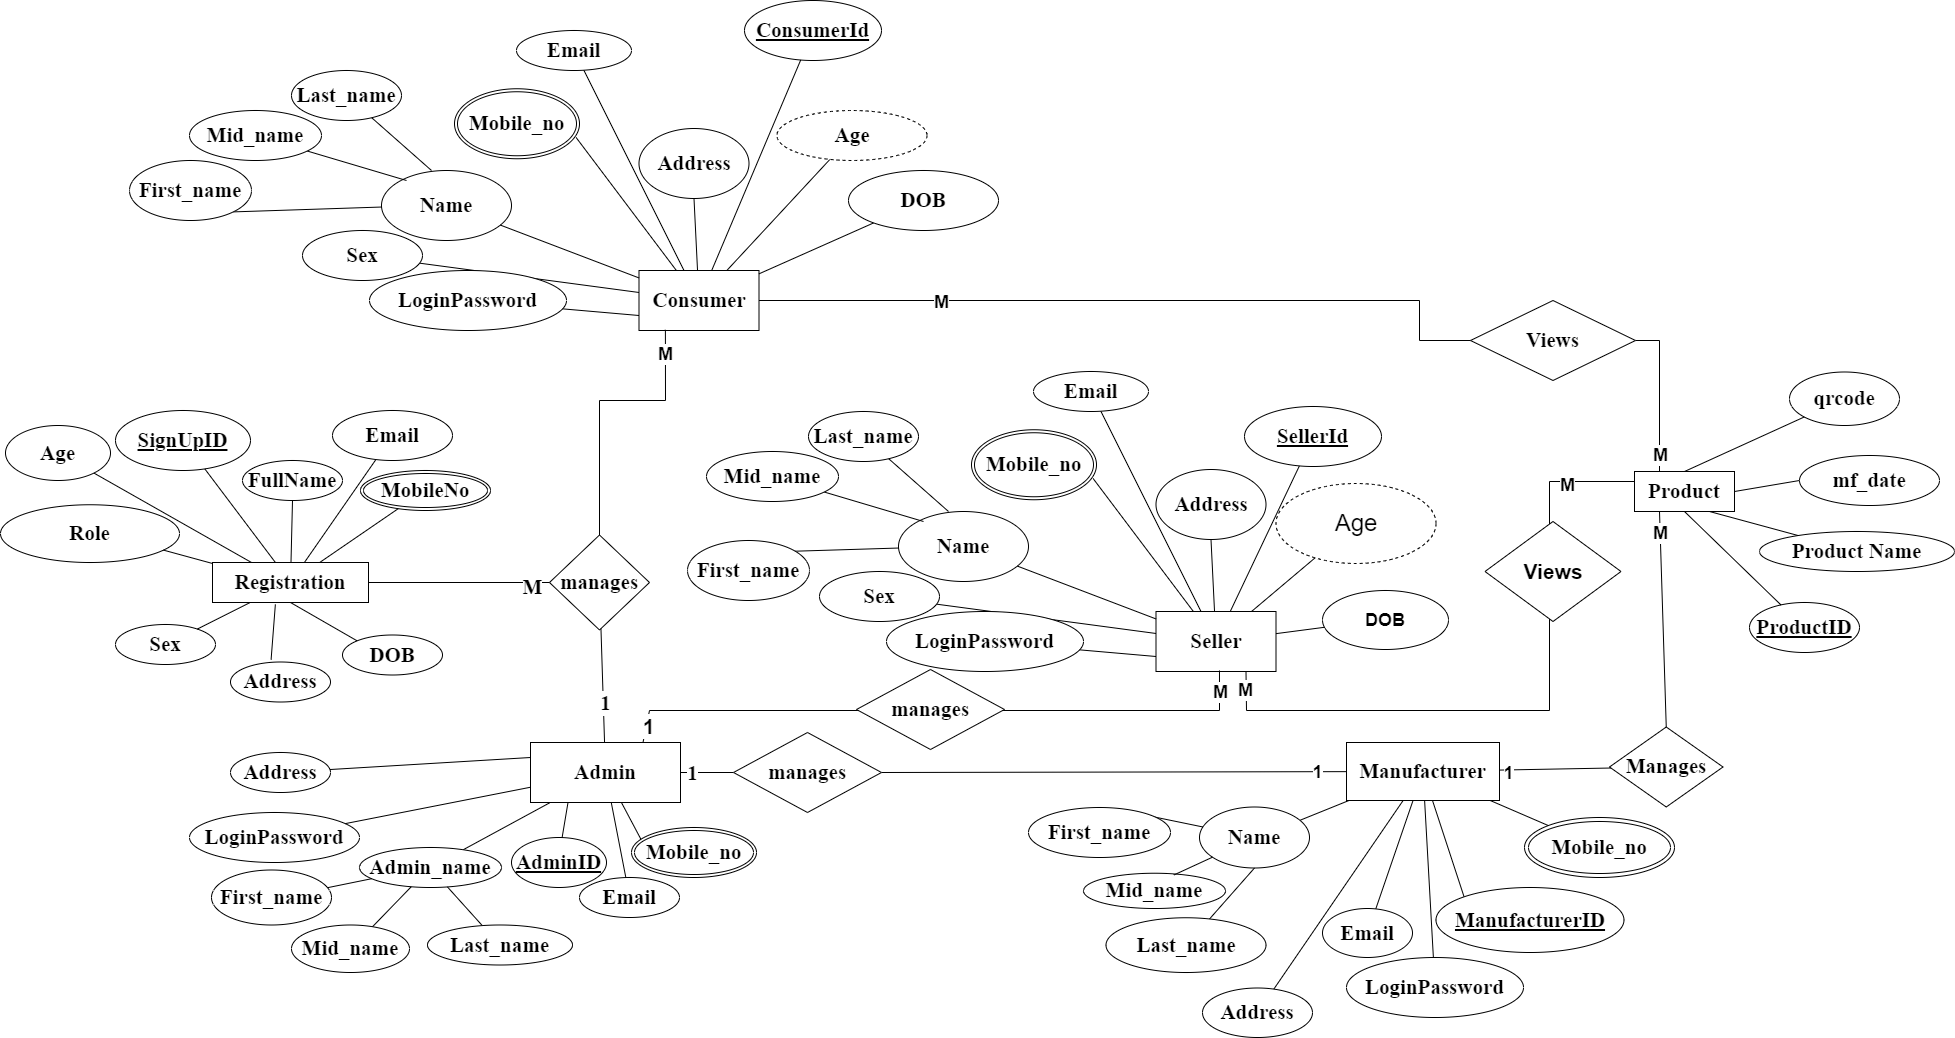 ConsumerId
Email
Last_name
Mobile_no
Mid_name
Age
Address
First_name
DOB
Name
Sex
LoginPassword
Consumer
M
Views
M
Email
qrcode
SignUpID
Email
Age
FullName
MobileNo
Last_name
SellerId
Mid_name
Mobile_no
M
M
Product
mf_date
Role
Address
Age
M
Product Name
Name
First_name
Registration
M
manages
Views
Sex
DOB
ProductID
LoginPassword
Seller
Sex
DOB
Address
M
M
1
manages
1
Address
Admin
1
manages
1
Manufacturer
1
Manages
LoginPassword
First_name
Name
Mobile_no
Admin_name
AdminID
Mobile_no
First_name
Email
Mid_name
ManufacturerID
Mid_name
Last_name
Last_name
Email
LoginPassword
Address